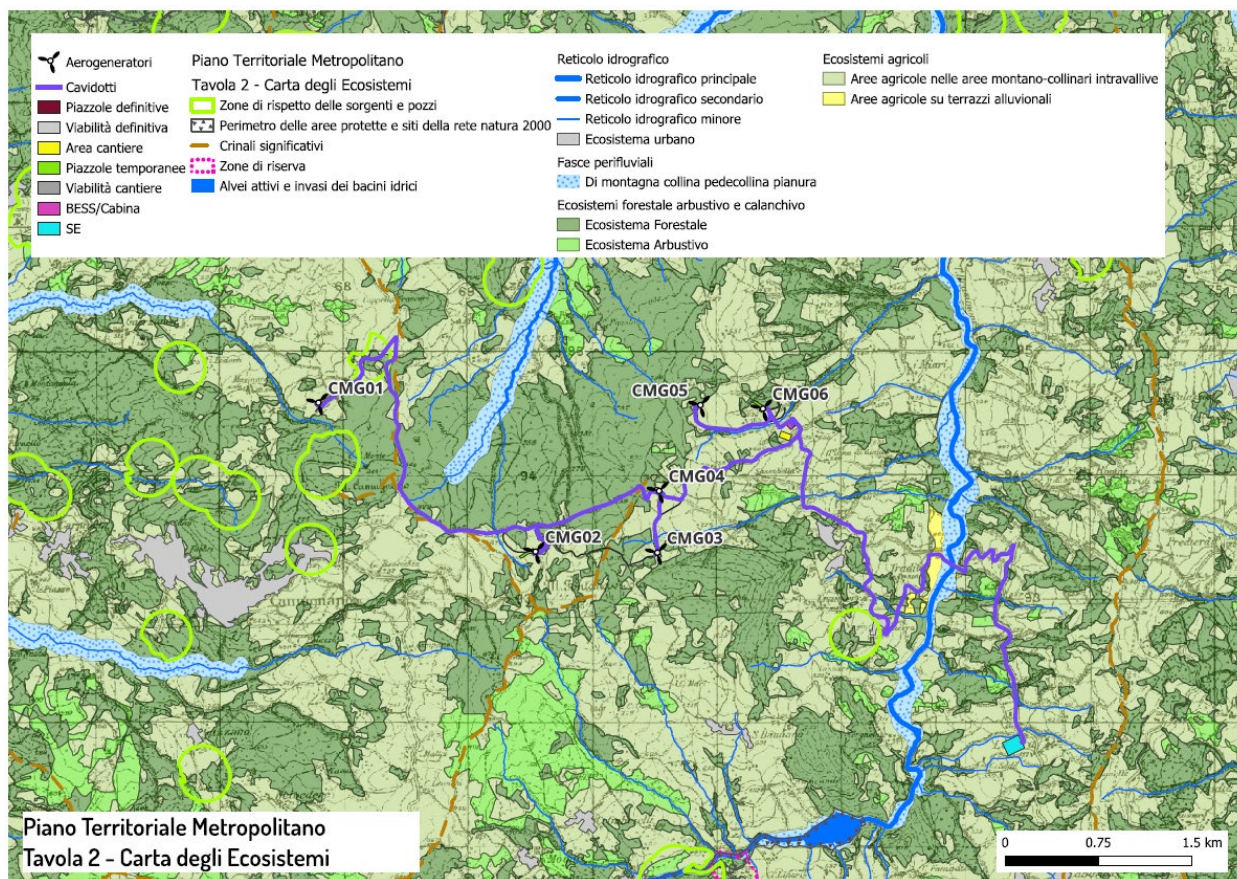 Aerogeneratori
Cavidotti
Piazzole definitive
Viabilità definitiva
Area cantiere
Piazzole temporanee
Viabilità cantiere
BESS/Cabina
SE
Piano Territoriale Metropolitano
Tavola 2 - Carta degli Ecosistemi
Zone di rispetto delle sorgenti e pozzi
Perimetro delle aree protette e siti della rete natura 2000
Crinali significativi
Zone di riserva
Alvei attivi e invasi dei bacini idrici
Reticolo idrografico
Reticolo idrografico principale
Reticolo idrografico secondario
Reticolo idrografico minore
Ecosistema urbano
Fasce perifluviali
Di montagna collina pedecollina pianura
Ecosistemi forestale arbustivo e calanchivo
Ecosistema Forestale
Ecosistema Arbustivo
Ecosistemi agricoli
Aree agricole nelle aree montano-collinari intravallive
Aree agricole su terrazzi alluvionali
CMG01
CMG05
CMG06
CMG04
CMG02
CMG03
Piano Territoriale Metropolitano
Tavola 2 - Carta degli Ecosistemi
0 0.75 1.5 km